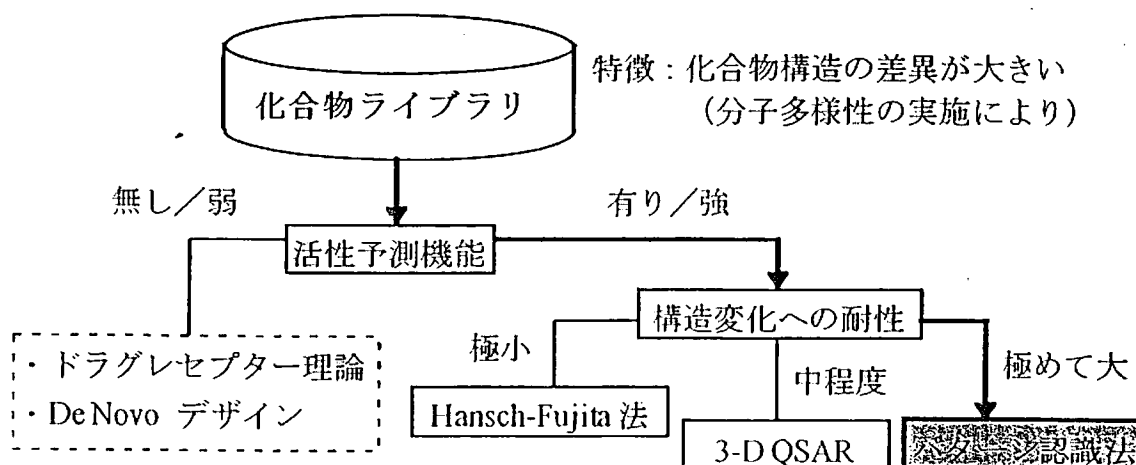 化合物ライブラリ
特徴：化合物構造の差異が大きい
（分子多様性の実施により）
無し／弱
有り／強
活性予測機能
構造変化への耐性
・ドラグレセプター理論
・De Novo デザイン
極小
中程度
極めて大
Hansch-Fujita 法
3-D QSAR
パターン認識法